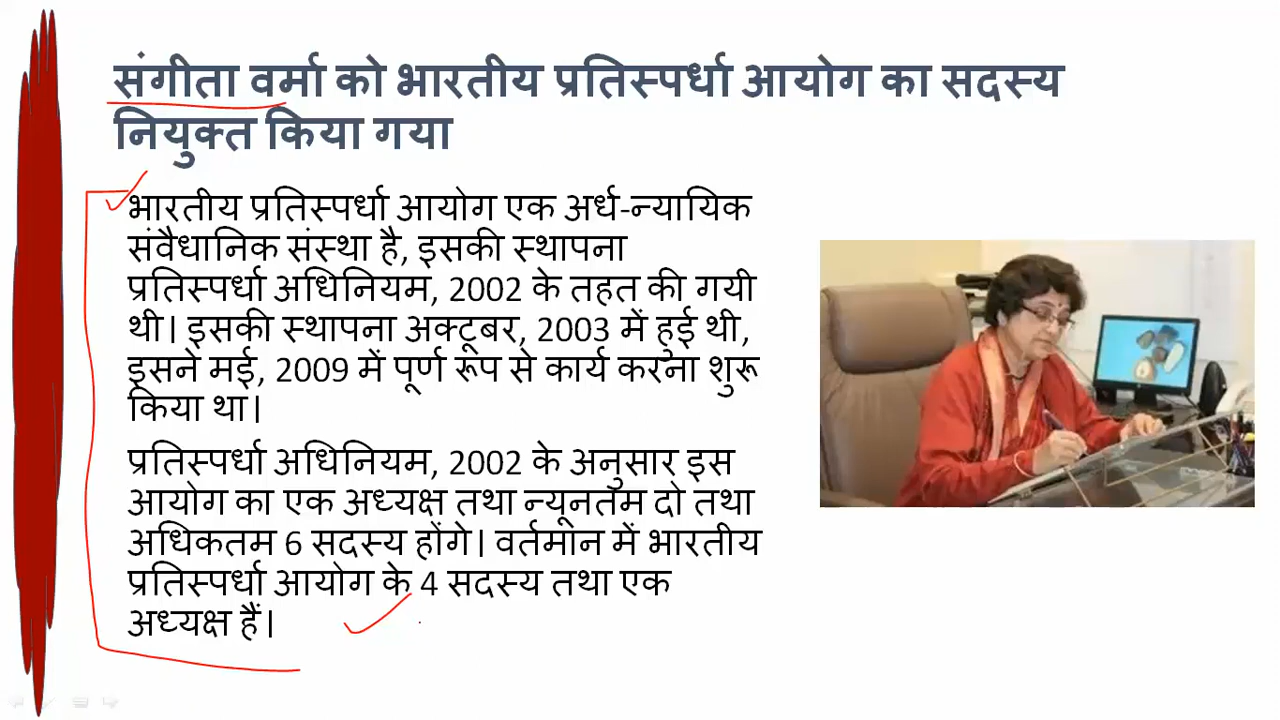 संगीता वर्मा को भारतीय प्रतिस्पर्धा आयोग का सदस्य
नियुक्त किया गया
भारतीय प्रतिस्पर्धा आयोग एक अर्ध-न्यायिक
संवैधानिक संस्था है, इसकी स्थापना
प्रतिस्पर्धा अधिनियम, 2002 के तहत की गयी
थी। इसकी स्थापना अक्टूबर, 2003 में हुई थी,
इसने मई, 2009 में पूर्ण रूप से कार्य करना शुरू
किया था।
प्रतिस्पर्धा अधिनियम, 2002 के अनुसार इस
आयोग का एक अध्यक्ष तथा न्यूनतम दो तथा
अधिकतम 6 सदस्य होंगे। वर्तमान में भारतीय
प्रतिस्पर्धा आयोग के 4 सदस्य तथा एक
अध्यक्ष हैं।